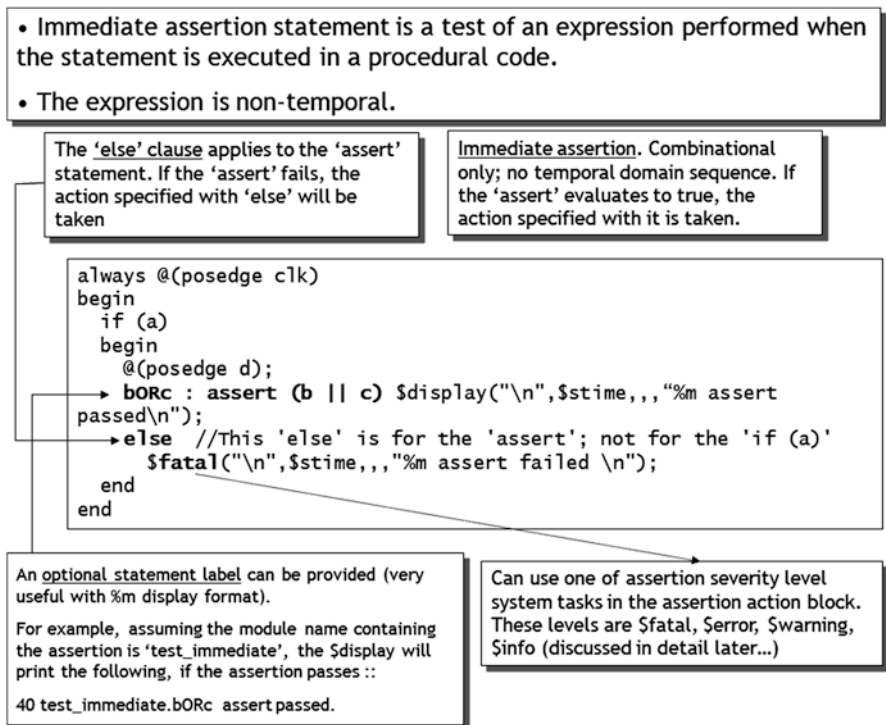 • Immediate assertion statement is a test of an expression performed when
the statement is executed in a procedural code.
• The expression is non-temporal.
The ‘else’ clause applies to the ‘assert’
statement. If the ‘assert’ fails, the
action specified with ‘else’ will be
taken
Immediate assertion. Combinational
only; no temporal domain sequence. If
the ‘assert’ evaluates to true, the
action specified with it is taken.
always @(posedge clk)
begin
if (a)
begin
@(posedge d);
bORc : assert (b || c) $display("\n",$stime,,,“%m assert
passed\n");
else //This 'else' is for the 'assert'; not for the 'if (a)'
$fatal("\n",$stime,,,"%m assert failed \n");
end
end
An optional statement label can be provided (very
useful with %m display format).
For example, assuming the module name containing
the assertion is ‘test_immediate’, the $display will
print the following, if the assertion passes ::
40 test_immediate.bORc assert passed.
Can use one of assertion severity level
system tasks in the assertion action block.
These levels are $fatal, $error, $warning,
$info (discussed in detail later…)